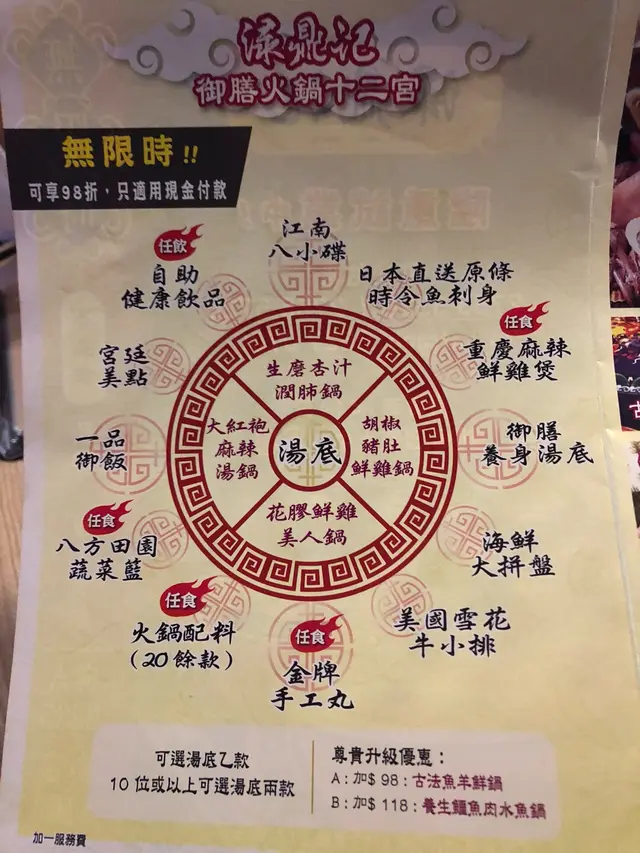 渌鼎记
御膳火鍋十二宮
無限時!!
可享98折，只適用現金付款
江南
八小碟
日本直送原條
時令魚刺身
任食
重慶麻辣
鮮雞煲
御膳
養身湯底
海鮮
大拼盤
美國雪花
牛小排
任食
金牌
手工丸
任食
火鍋配料
(20餘款)
任食
八方田園
蔬菜籃
一品
御飯
宮廷
美點
任飲
自助
健康飲品
生磨杏汁
潤肺鍋
胡椒
豬肚
鮮雞鍋
花膠鮮雞
美人鍋
大紅袍
麻辣
湯鍋
湯底
可選湯底乙款
10 位或以上可選湯底兩款
尊貴升級優惠：
A：加$ 98：古法魚羊鮮鍋
B：加$ 118：養生鱷魚肉水魚鍋
加一服務費